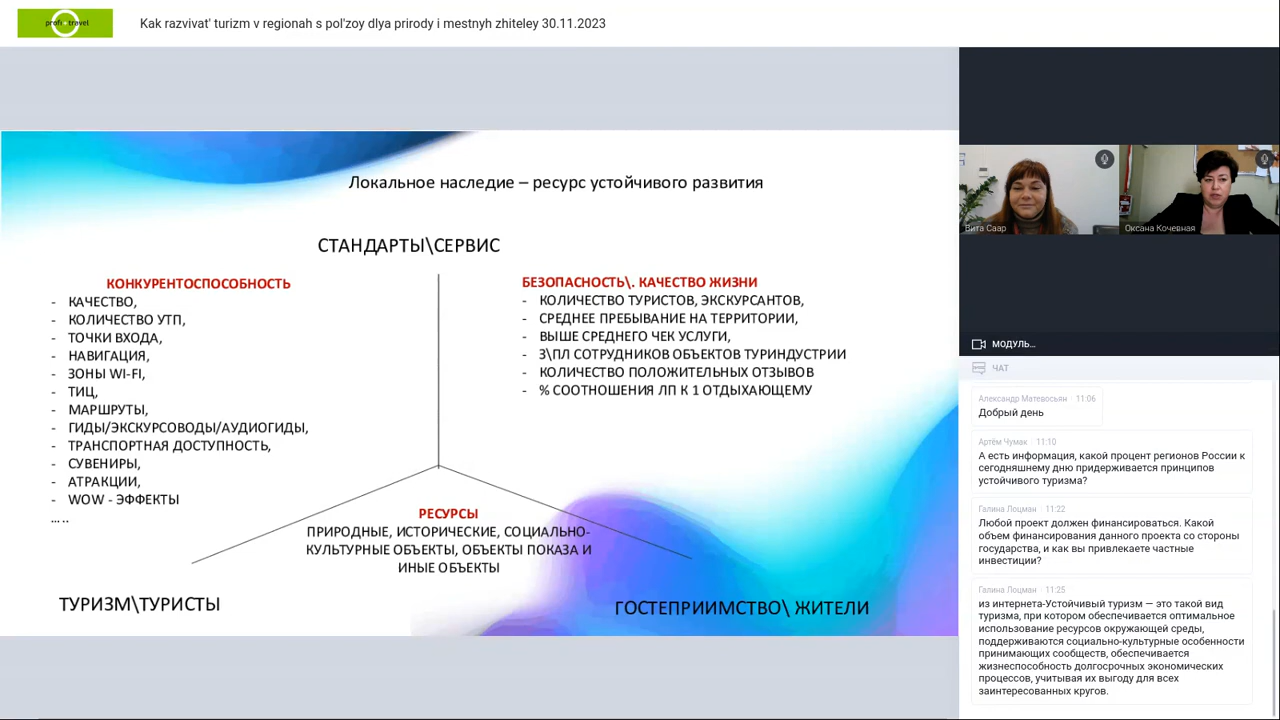 profi travel
Kak razvivat' turizm v regionah s pol'zoy dlya prirody i mestnyh zhiteley 30.11.2023
Локальное наследие – ресурс устойчивого развития
СТАНДАРТЫ\СЕРВИС
КОНКУРЕНТОСПОСОБНОСТЬ
- КАЧЕСТВО,
- КОЛИЧЕСТВО УТП,
- ТОЧКИ ВХОДА,
- НАВИГАЦИЯ,
- ЗОНЫ WI-FI,
- ТИЦ,
- МАРШРУТЫ,
- ГИДЫ/ЭКСКУРСОВОДЫ/АУДИОГИДЫ,
- ТРАНСПОРТНАЯ ДОСТУПНОСТЬ,
- СУВЕНИРЫ,
- АТРАКЦИИ,
- WOW - ЭФФЕКТЫ
.....
БЕЗОПАСНОСТЬ\. КАЧЕСТВО ЖИЗНИ
- КОЛИЧЕСТВО ТУРИСТОВ, ЭКСКУРСАНТОВ,
- СРЕДНЕЕ ПРЕБЫВАНИЕ НА ТЕРРИТОРИИ,
- ВЫШЕ СРЕДНЕГО ЧЕК УСЛУГИ,
- З\ПЛ СОТРУДНИКОВ ОБЪЕКТОВ ТУРИНДУСТРИИ
- КОЛИЧЕСТВО ПОЛОЖИТЕЛЬНЫХ ОТЗЫВОВ
- % СООТНОШЕНИЯ ЛП К 1 ОТДЫХАЮЩЕМУ
РЕСУРСЫ
ПРИРОДНЫЕ, ИСТОРИЧЕСКИЕ, СОЦИАЛЬНО-
КУЛЬТУРНЫЕ ОБЪЕКТЫ, ОБЪЕКТЫ ПОКАЗА И
ИНЫЕ ОБЪЕКТЫ
ТУРИЗМ\ТУРИСТЫ
ГОСТЕПРИИМСТВО\ ЖИТЕЛИ
Вита Саар
Оксана Кочевная
МОДУЛЬ...
ЧАТ
Александр Матевосьян 11:06
Добрый день
Артём Чумак 11:10
А есть информация, какой процент регионов России к
сегодняшнему дню придерживается принципов
устойчивого туризма?
Галина Лоцман 11:22
Любой проект должен финансироваться. Какой
объем финансирования данного проекта со стороны
государства, и как вы привлекаете частные
инвестиции?
Галина Лоцман 11:25
из интернета-Устойчивый туризм — это такой вид
туризма, при котором обеспечивается оптимальное
использование ресурсов окружающей среды,
поддерживаются социально-культурные особенности
принимающих сообществ, обеспечивается
жизнеспособность долгосрочных экономических
процессов, учитывая их выгоду для всех
заинтересованных кругов.